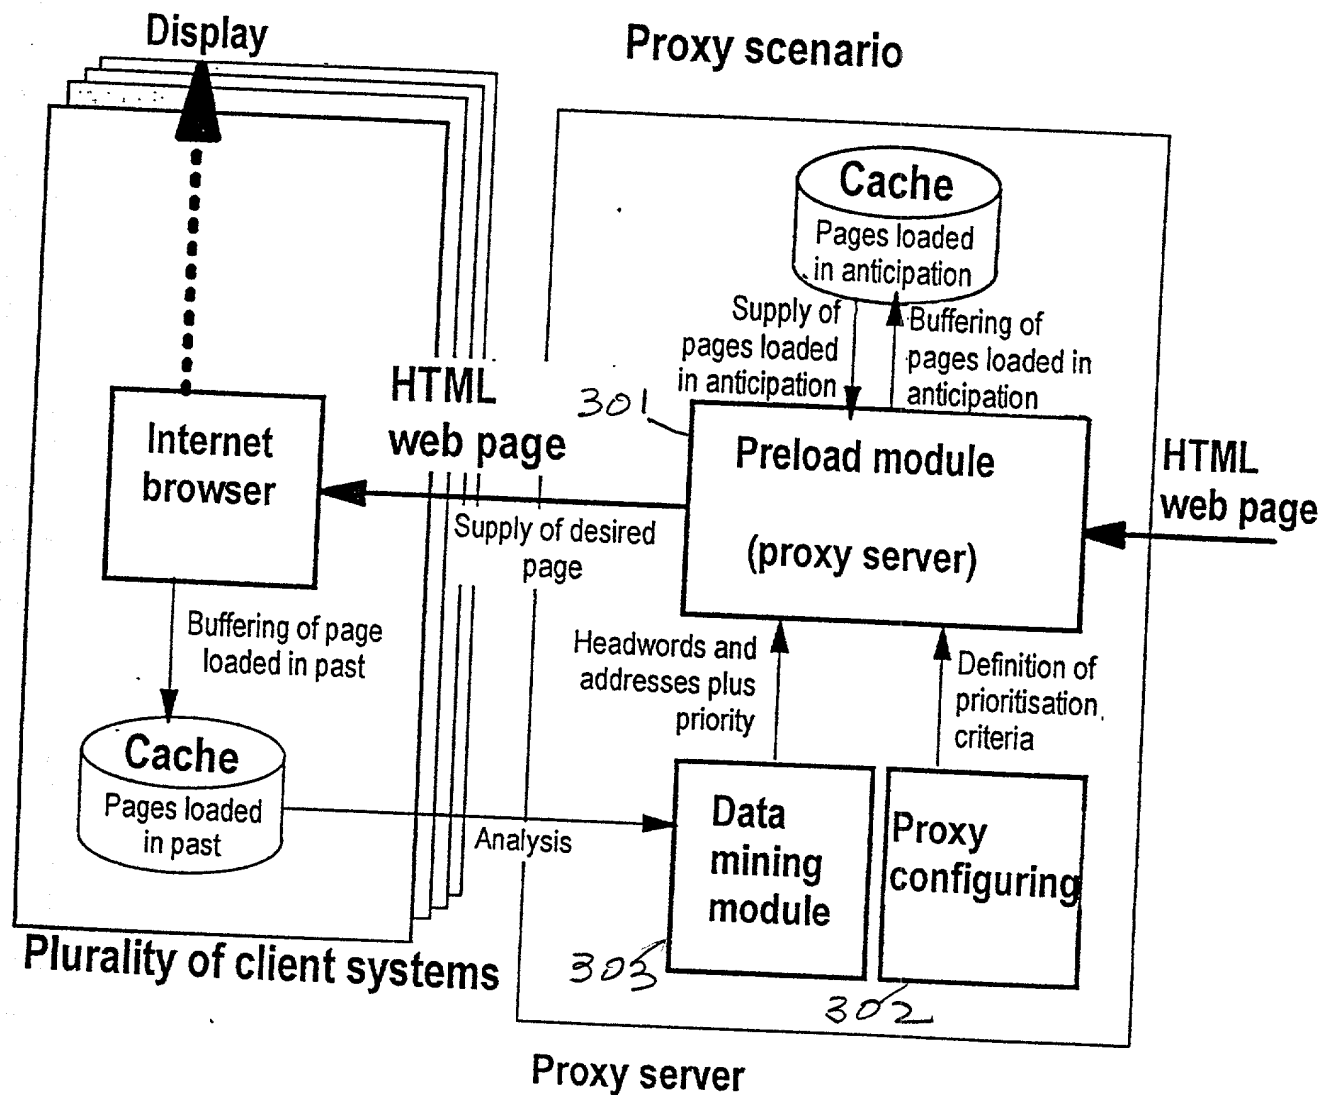 Display
Proxy scenario
Cache
Pages loaded
in anticipation
Supply of
pages loaded
in anticipation
Buffering of
pages loaded in
anticipation
301
HTML
web page
Internet
browser
Preload module
(proxy server)
HTML
web page
Supply of desired
page
Buffering of page
loaded in past
Headwords and
addresses plus
priority
Definition of
prioritisation
criteria
Cache
Pages loaded
in past
Analysis
Data
mining
module
Proxy
configuring
303
302
Plurality of client systems
Proxy server